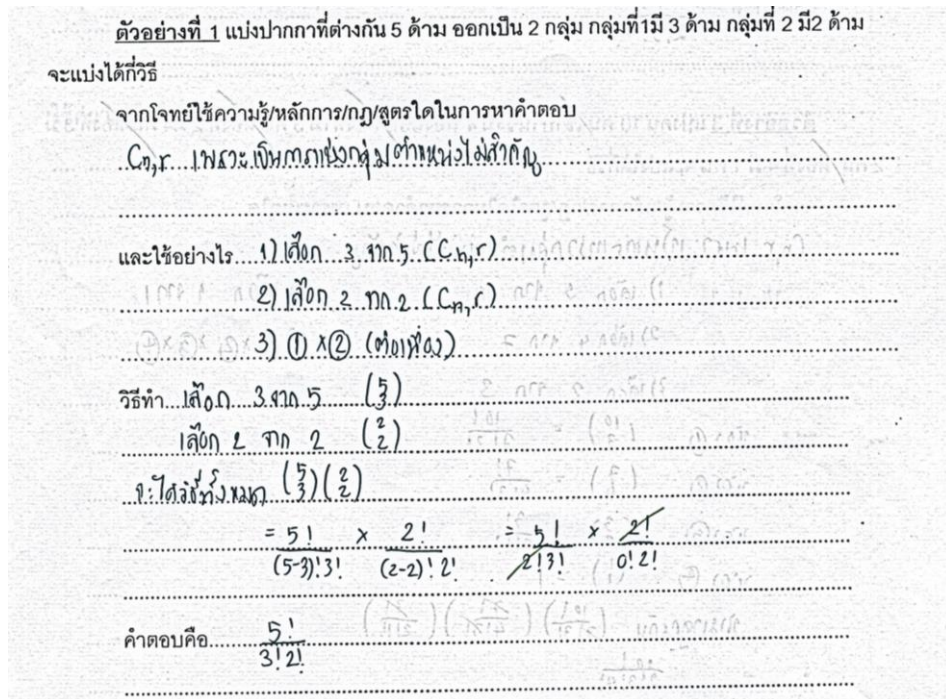 ตัวอย่างที่ 1 แบ่งปากกาที่ต่างกัน 5 ด้าม ออกเป็น 2 กลุ่ม กลุ่มที่1มี 3 ด้าม กลุ่มที่ 2 มี2 ด้าม
จะแบ่งได้กี่วิธี
จากโจทย์ใช้ความรู้/หลักการ/กฎ/สูตรใดในการหาคำตอบ
Cn,r เพราะเป็นการแบ่งกลุ่มตำแหน่งไม่สำคัญ
และใช้อย่างไร 1) เลือก 3 จาก 5 (Cn,r)
2) เลือก 2 จาก 2 (Cn,r)
3) ① x ② (ต่อเนื่อง)
วิธีทำ เลือก 3 จาก 5 (5 3)
เลือก 2 จาก 2 (2 2)
จะได้วิธีทั้งหมด (5 3)(2 2)
= 5!/(5-3)!3! x 2!/(2-2)!2! = 5!/2!3! x 2!/0!2!
คำตอบคือ 5!/3!2!